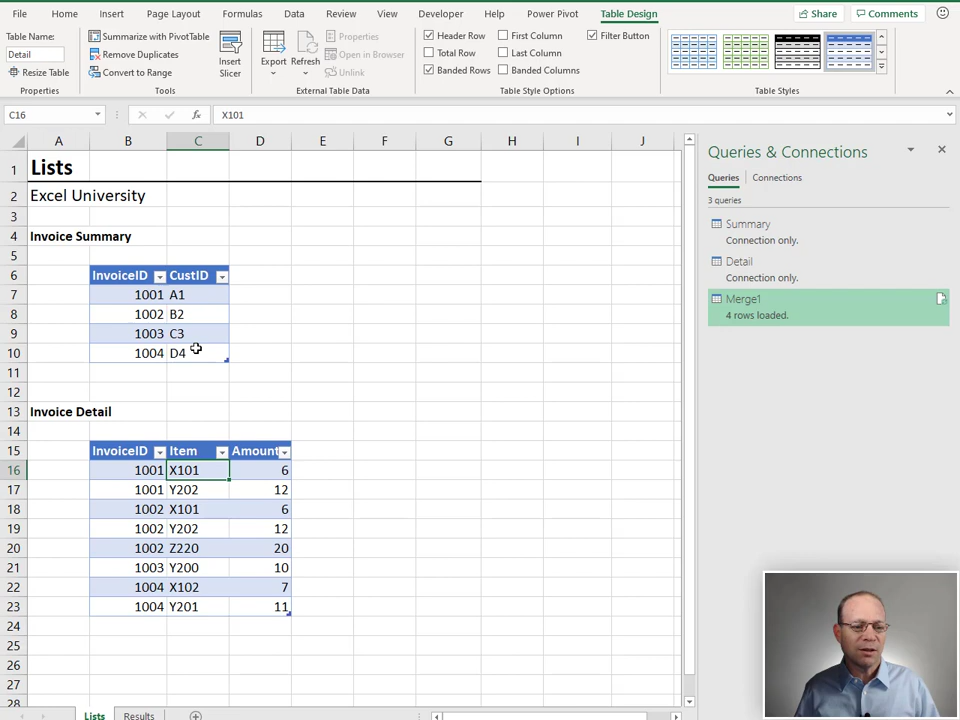 File Home Insert Page Layout Formulas Data Review View Developer Help Power Pivot Table Design Share Comments
Table Name:
Detail
Resize Table
Properties
Summarize with PivotTable
Remove Duplicates
Convert to Range
Insert Slicer
Tools
Export Refresh
Properties
Open in Browser
Unlink
External Table Data
Header Row First Column Filter Button
Total Row Last Column
Banded Rows Banded Columns
Table Style Options
Table Styles
C16 fx X101
A B C D E F G H I J
1 Lists
2 Excel University
3
4 Invoice Summary
5
6 InvoiceID CustID
7 1001 A1
8 1002 B2
9 1003 C3
10 1004 D4
11
12
13 Invoice Detail
14
15 InvoiceID Item Amount
16 1001 X101 6
17 1001 Y202 12
18 1002 X101 6
19 1002 Y202 12
20 1002 Z220 20
21 1003 Y200 10
22 1004 X102 7
23 1004 Y201 11
24
25
26
27
28
Lists Results
Queries & Connections
Queries Connections
3 queries
Summary
Connection only.
Detail
Connection only.
Merge1
4 rows loaded.